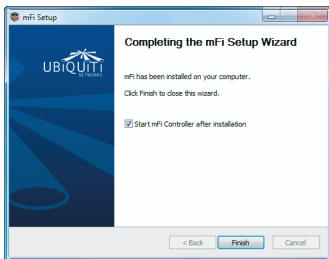 mFi Setup
Completing the mFi Setup Wizard
UBiQUiTi
NETWORKS
mFi has been installed on your computer.
Click Finish to close this wizard.
Start mFi Controller after installation
< Back
Finish
Cancel